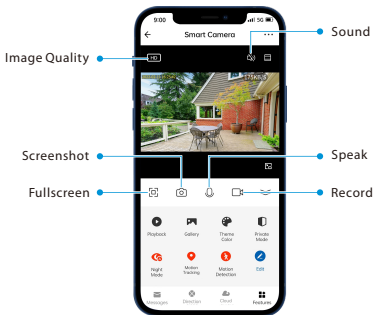 9:00
5G
Smart Camera
Sound
Image Quality
HD
175KB/S
Screenshot
Speak
Fullscreen
Record
Playback
Gallery
Theme
Color
Private
Mode
Night
Mode
Motion
Tracking
Motion
Detection
Edit
Messages
Direction
Cloud
Features